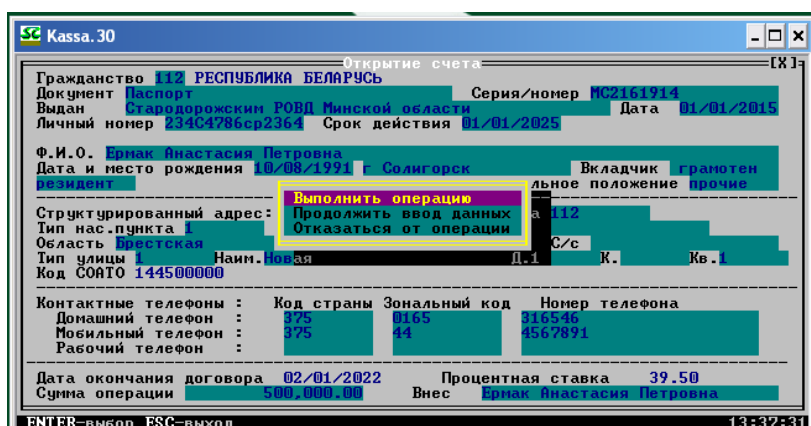 Kassa.30
Открытие счета [X]
Гражданство 112 РЕСПУБЛИКА БЕЛАРУСЬ
Документ Паспорт Серия/номер МС2161914
Выдан Стародорожским РОВД Минской области Дата 01/01/2015
Личный номер 234С4786ср2364 Срок действия 01/01/2025
Ф.И.О. Ермак Анастасия Петровна
Дата и место рождения 10/08/1991 г Солигорск Вкладчик грамотен
резидент льное положение прочие
Выполнить операцию
Структурированный адрес: Продолжить ввод данных а 112
Тип нас.пункта 1 Отказаться от операции
Область Брестская С/с
Тип улицы 1 Наим.Новая Д.1 К. Кв.1
Код СОАТО 144500000
Контактные телефоны : Код страны Зональный код Номер телефона
Домашний телефон : 375 0165 316546
Мобильный телефон : 375 44 4567891
Рабочий телефон :
Дата окончания договора 02/01/2022 Процентная ставка 39.50
Сумма операции 500,000.00 Внес Ермак Анастасия Петровна
ENTER-выбор ESC-выход 13:37:31